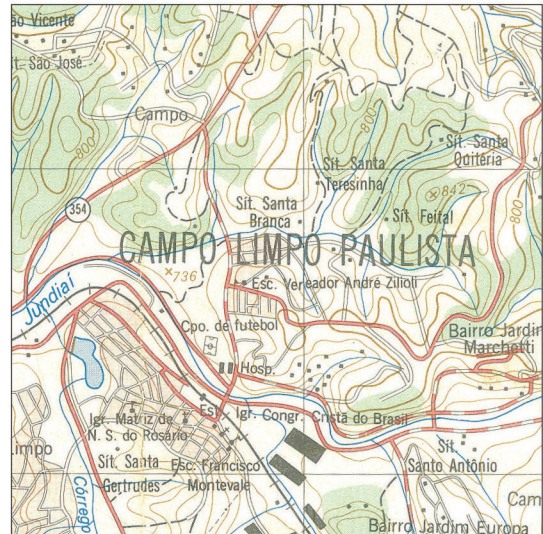 ão Vicente
Sít. São José
800
Campo
800
Sít. Santa
Quitéria
Sít. Santa
Teresinha
842
354
Sít. Santa
Branca
Sít. Feital
800
CAMPO LIMPO PAULISTA
736
Esc. Vereador André Zilioli
Jundiaí
Cpo. de futebol
Bairro Jardim
Marchetti
Hosp.
Est.
Igr. Congr. Cristã do Brasil
Igr. Matriz de
N. S. do Rosário
Limpo
Sít. Santa
Gertrudes
Esc. Francisco
Montevale
Sít.
Santo Antônio
Córrego
Cam
Bairro Jardim Europa